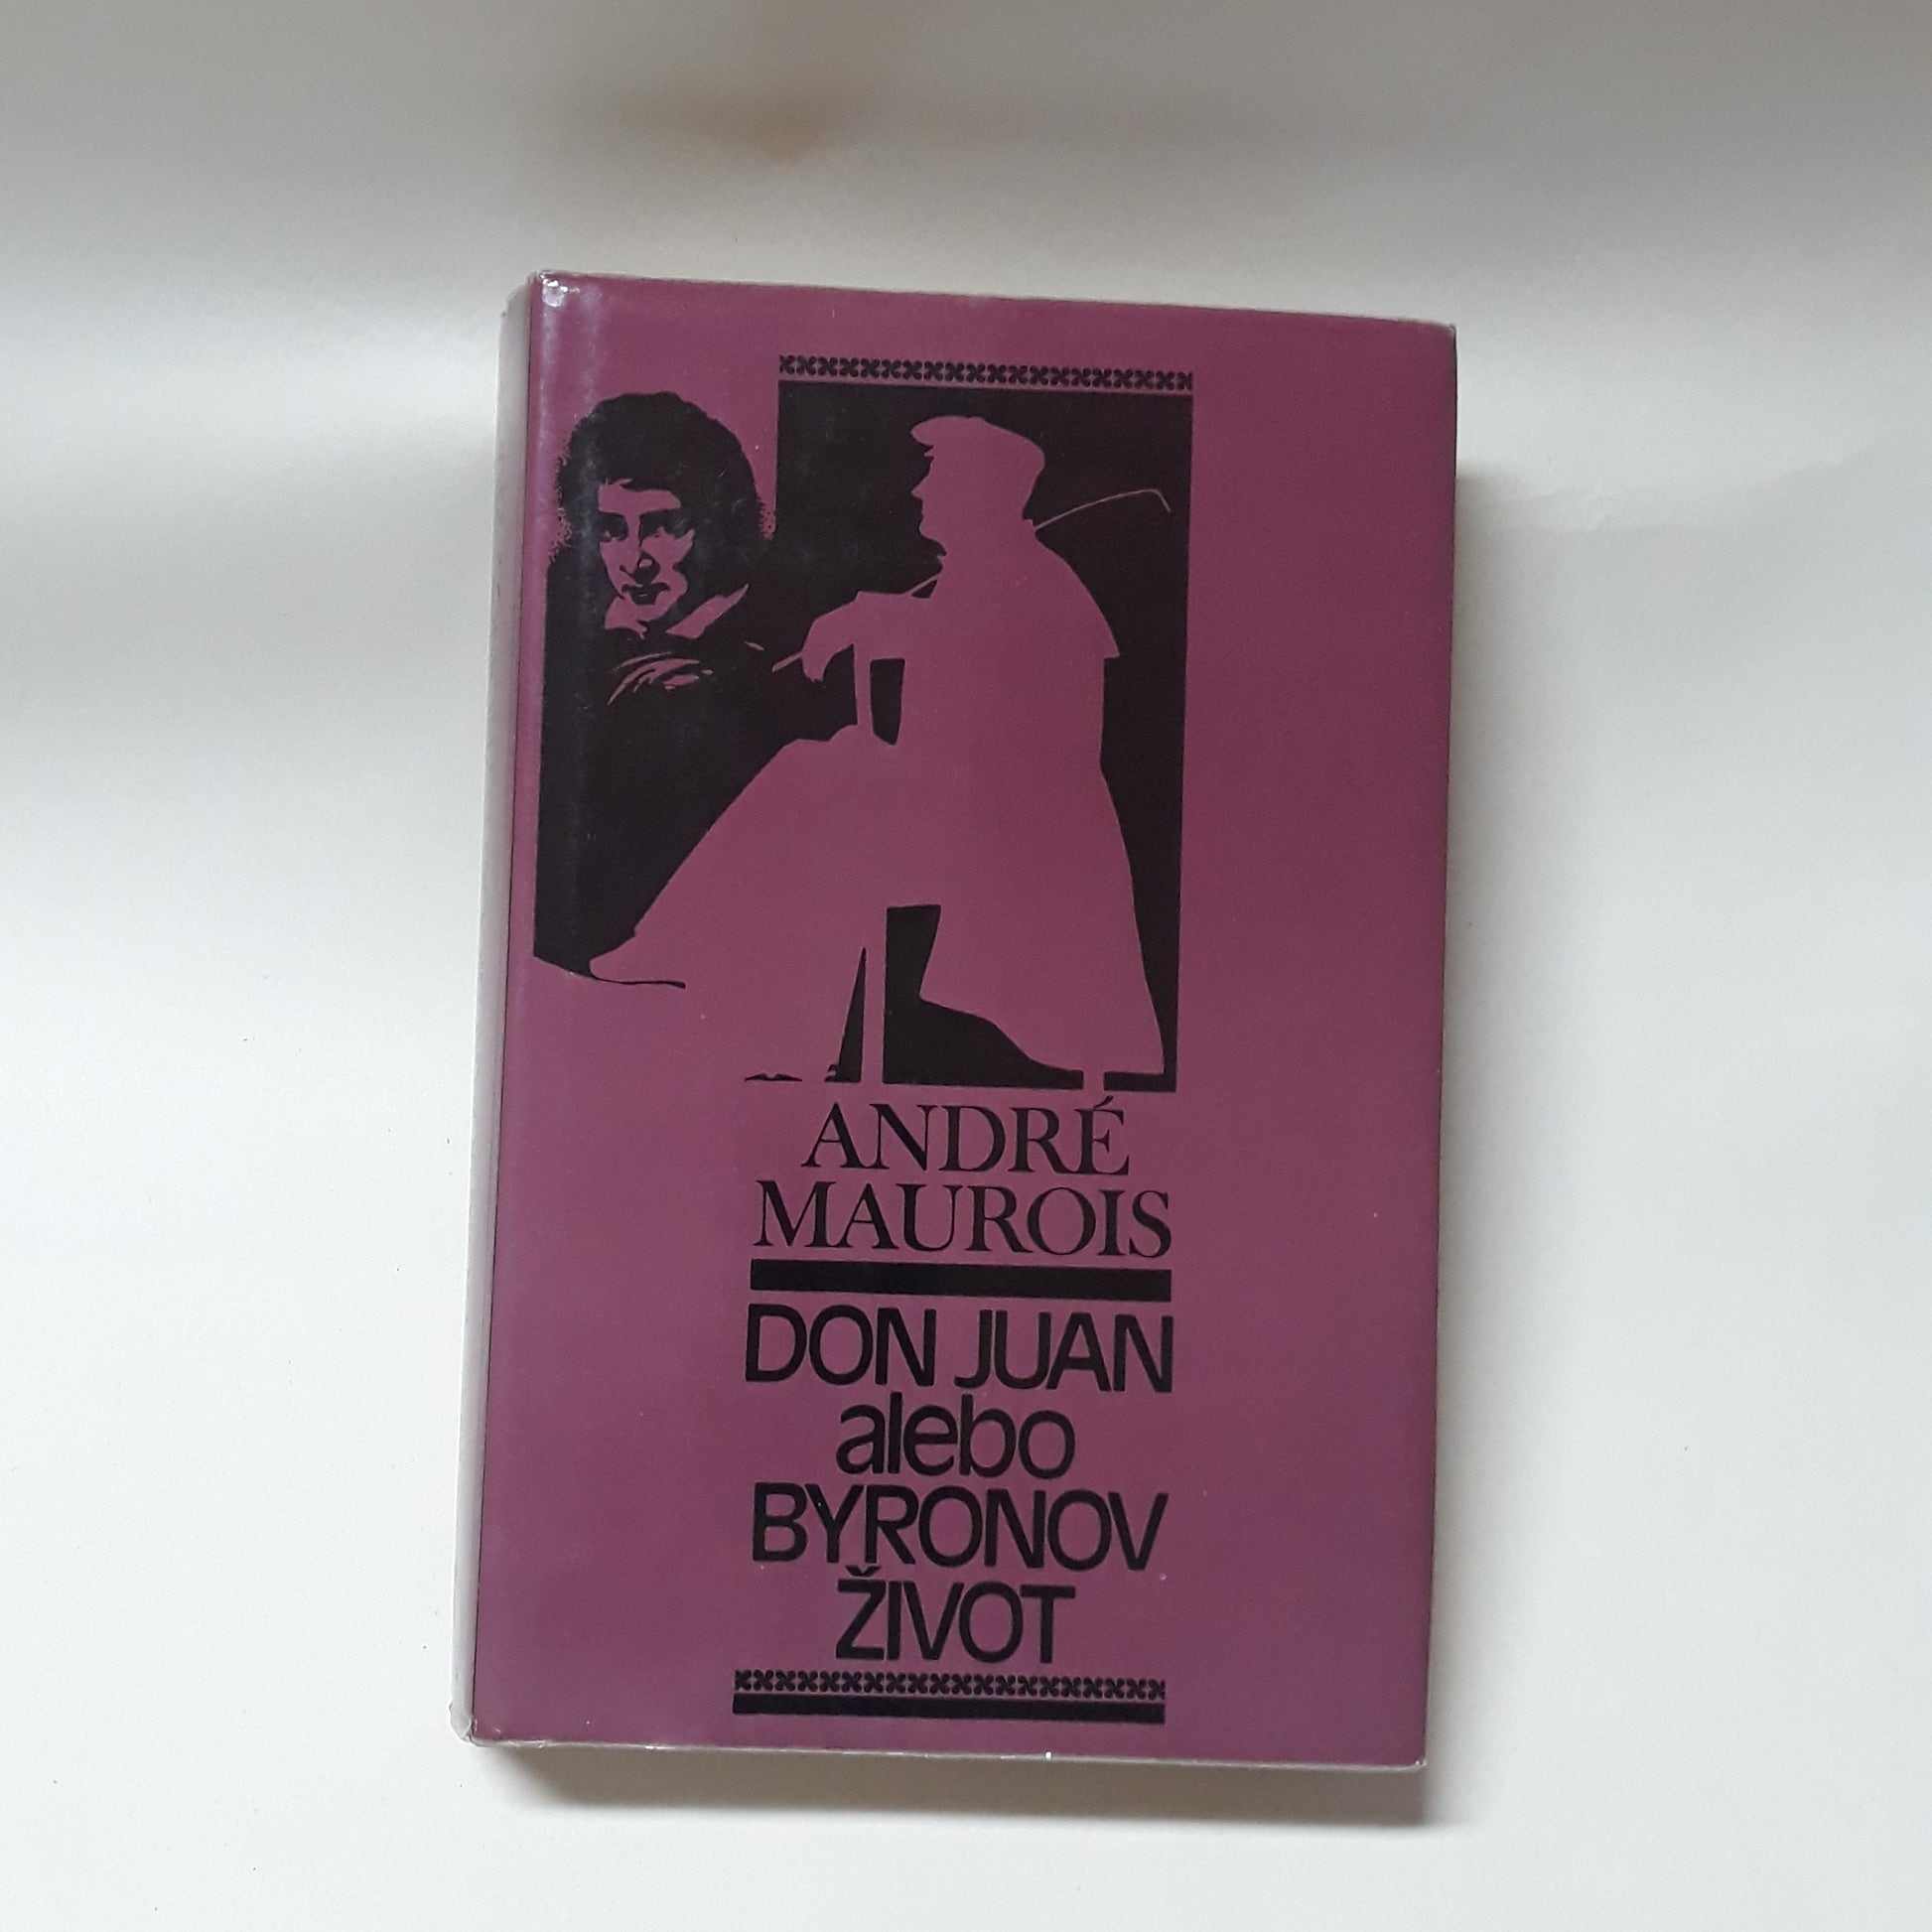 ANDRÉ
MAUROIS
DON JUAN
alebo
BYRONOV
ŽIVOT